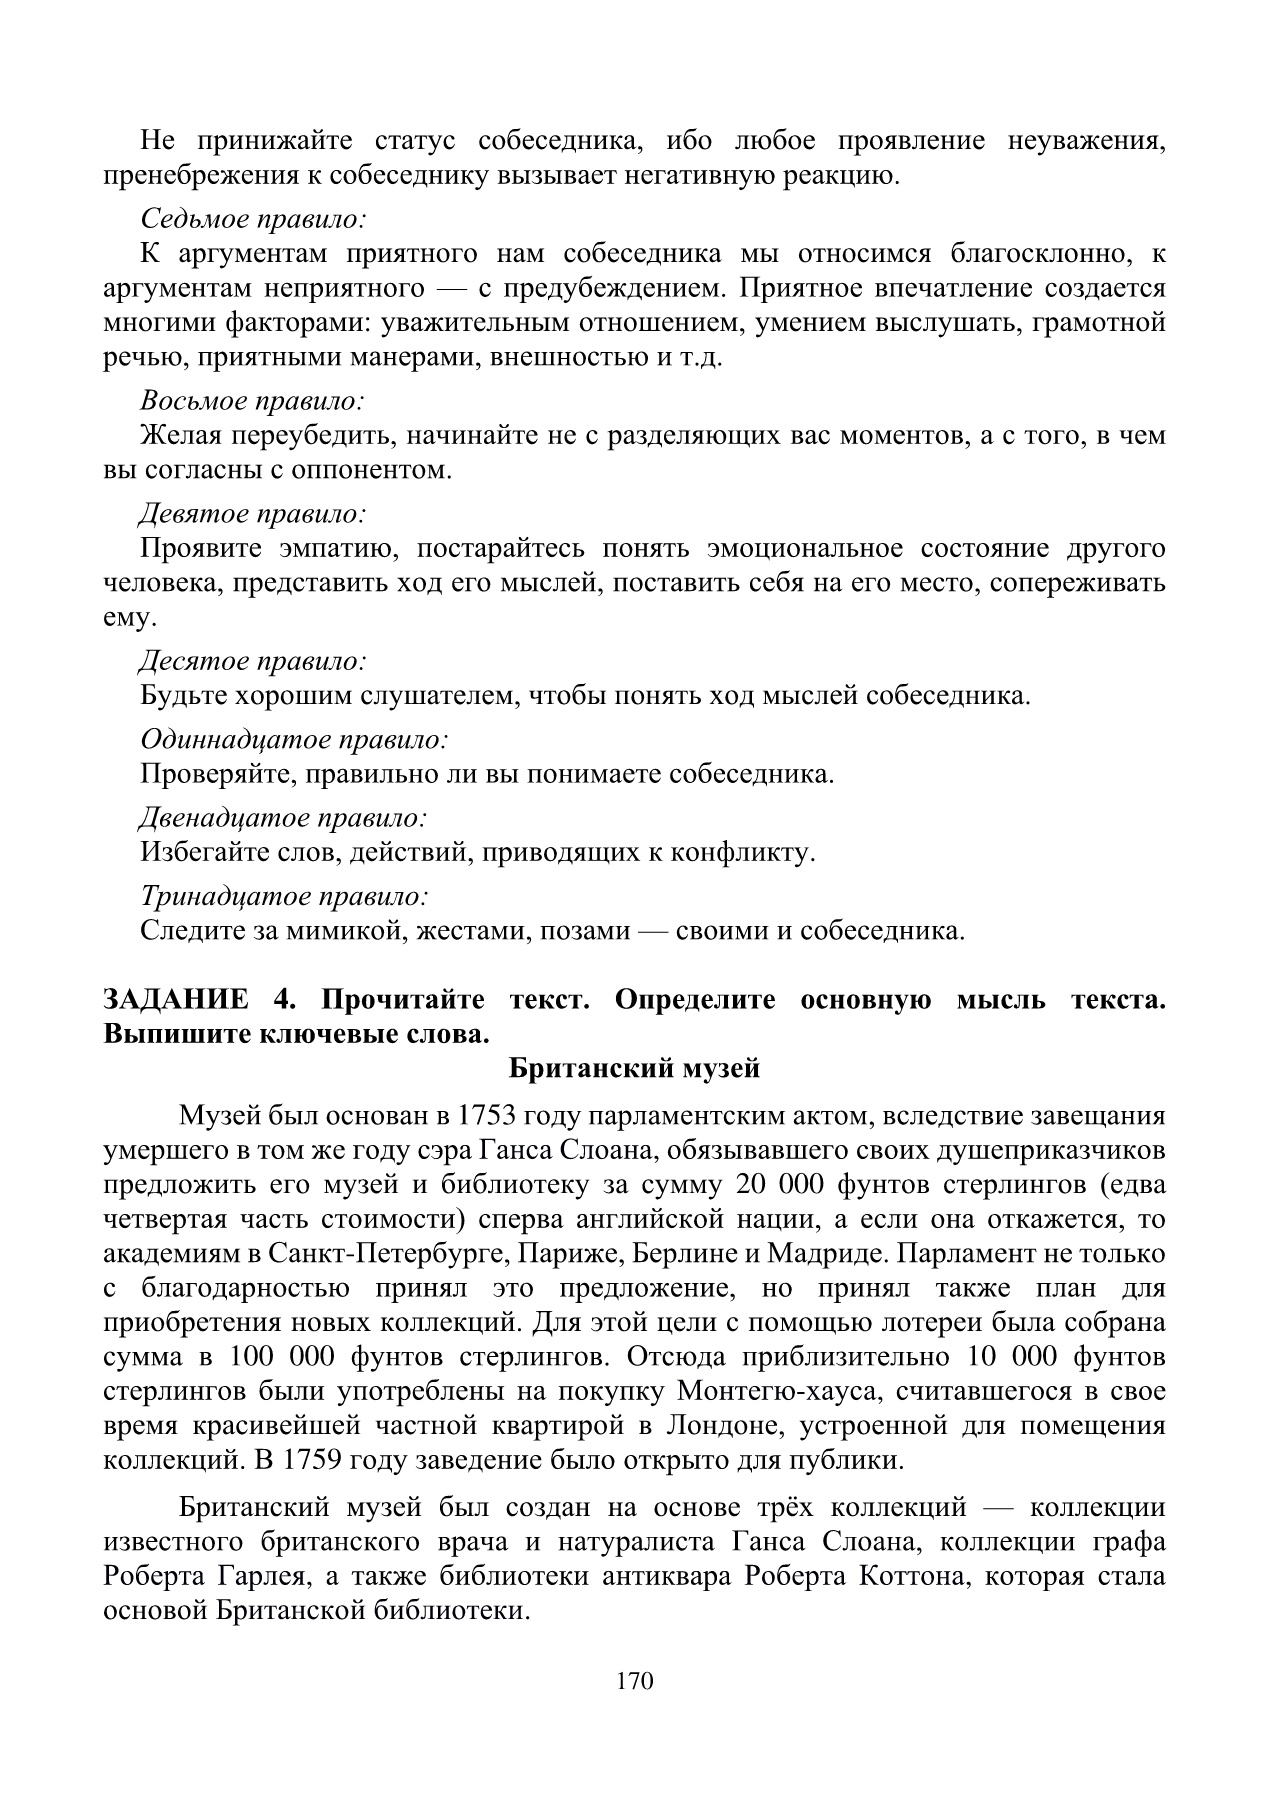 Не принижайте статус собеседника, ибо любое проявление неуважения,
пренебрежения к собеседнику вызывает негативную реакцию.
Седьмое правило:
К аргументам приятного нам собеседника мы относимся благосклонно, к
аргументам неприятного — с предубеждением. Приятное впечатление создается
многими факторами: уважительным отношением, умением выслушать, грамотной
речью, приятными манерами, внешностью и т.д.
Восьмое правило:
Желая переубедить, начинайте не с разделяющих вас моментов, а с того, в чем
вы согласны с оппонентом.
Девятое правило:
Проявите эмпатию, постарайтесь понять эмоциональное состояние другого
человека, представить ход его мыслей, поставить себя на его место, сопереживать
ему.
Десятое правило:
Будьте хорошим слушателем, чтобы понять ход мыслей собеседника.
Одиннадцатое правило:
Проверяйте, правильно ли вы понимаете собеседника.
Двенадцатое правило:
Избегайте слов, действий, приводящих к конфликту.
Тринадцатое правило:
Следите за мимикой, жестами, позами — своими и собеседника.
ЗАДАНИЕ 4. Прочитайте текст. Определите основную мысль текста.
Выпишите ключевые слова.
Британский музей
Музей был основан в 1753 году парламентским актом, вследствие завещания
умершего в том же году сэра Ганса Слоана, обязывавшего своих душеприказчиков
предложить его музей и библиотеку за сумму 20 000 фунтов стерлингов (едва
четвертая часть стоимости) сперва английской нации, а если она откажется, то
академиям в Санкт-Петербурге, Париже, Берлине и Мадриде. Парламент не только
с благодарностью принял это предложение, но принял также план для
приобретения новых коллекций. Для этой цели с помощью лотереи была собрана
сумма в 100 000 фунтов стерлингов. Отсюда приблизительно 10 000 фунтов
стерлингов были употреблены на покупку Монтегю-хауса, считавшегося в свое
время красивейшей частной квартирой в Лондоне, устроенной для помещения
коллекций. В 1759 году заведение было открыто для публики.
Британский музей был создан на основе трёх коллекций — коллекции
известного британского врача и натуралиста Ганса Слоана, коллекции графа
Роберта Гарлея, а также библиотеки антиквара Роберта Коттона, которая стала
основой Британской библиотеки.
170